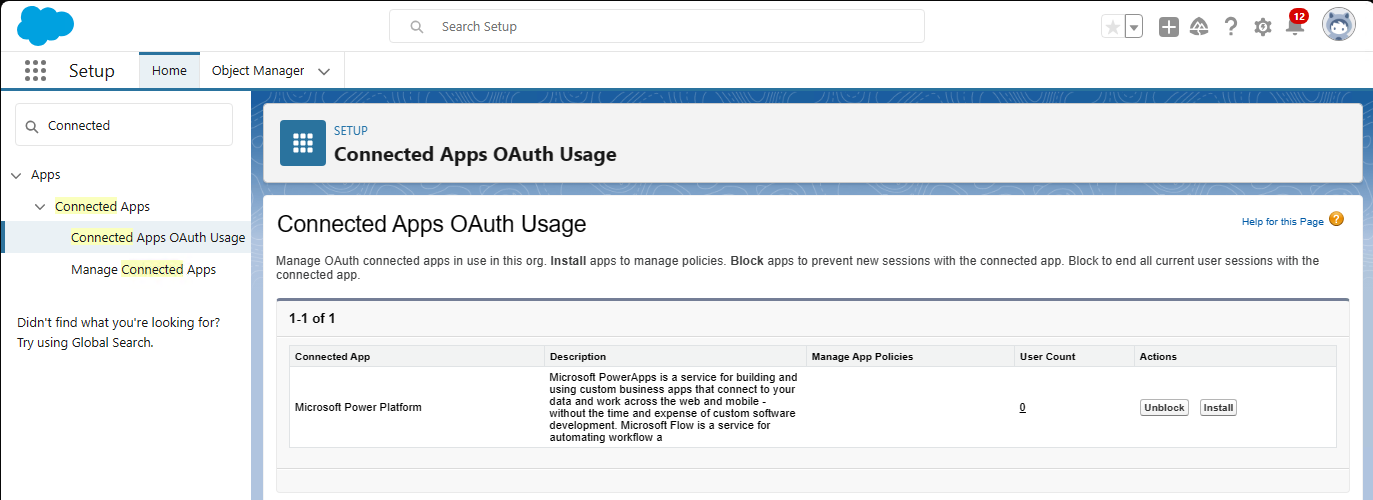 Search Setup
12
Setup
Home
Object Manager
Connected
Apps
Connected Apps
Connected Apps OAuth Usage
Manage Connected Apps
Didn't find what you're looking for?
Try using Global Search.
SETUP
Connected Apps OAuth Usage
Connected Apps OAuth Usage
Help for this Page ?
Manage OAuth connected apps in use in this org. Install apps to manage policies. Block apps to prevent new sessions with the connected app. Block to end all current user sessions with the
connected app.
1-1 of 1
Connected App Description Manage App Policies User Count Actions
Microsoft Power Platform
Microsoft PowerApps is a service for building and
using custom business apps that connect to your
data and work across the web and mobile -
without the time and expense of custom software
development. Microsoft Flow is a service for
automating workflow a
0
Unblock Install